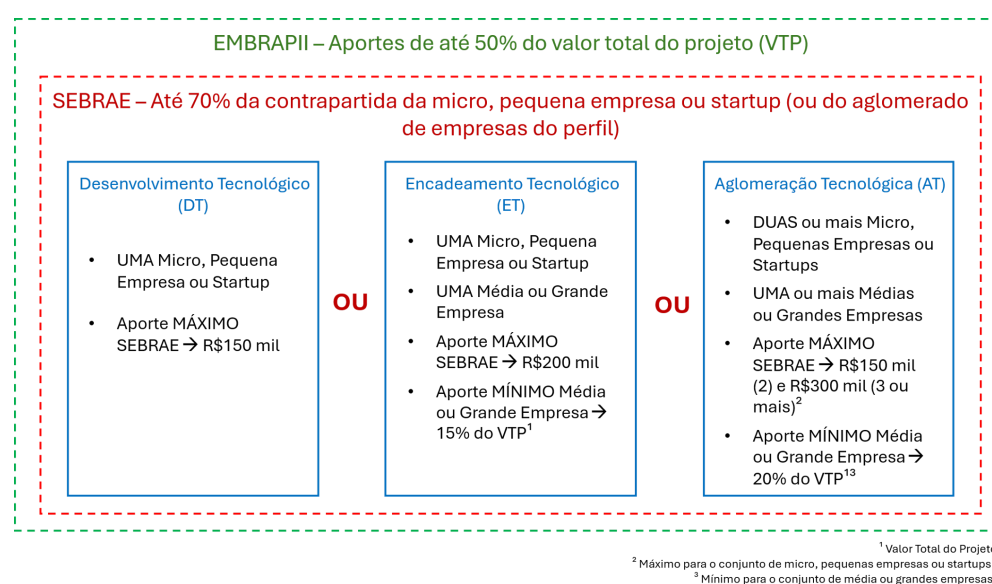 EMBRAPII – Aportes de até 50% do valor total do projeto (VTP)
SEBRAE – Até 70% da contrapartida da micro, pequena empresa ou startup (ou do aglomerado
de empresas do perfil)
Desenvolvimento Tecnológico
(DT)
• UMA Micro, Pequena
Empresa ou Startup
• Aporte MÁXIMO
SEBRAE → R$150 mil
OU
Encadeamento Tecnológico
(ET)
• UMA Micro, Pequena
Empresa ou Startup
• UMA Média ou Grande
Empresa
• Aporte MÁXIMO
SEBRAE → R$200 mil
• Aporte MÍNIMO Média
ou Grande Empresa →
15% do VTP¹
OU
Aglomeração Tecnológica (AT)
• DUAS ou mais Micro,
Pequenas Empresas ou
Startups
• UMA ou mais Médias
ou Grandes Empresas
• Aporte MÁXIMO
SEBRAE → R$150 mil
(2) e R$300 mil (3 ou
mais)²
• Aporte MÍNIMO Média
ou Grande Empresa →
20% do VTP¹³
¹ Valor Total do Projeto
² Máximo para o conjunto de micro, pequenas empresas ou startups
³ Mínimo para o conjunto de média ou grandes empresas